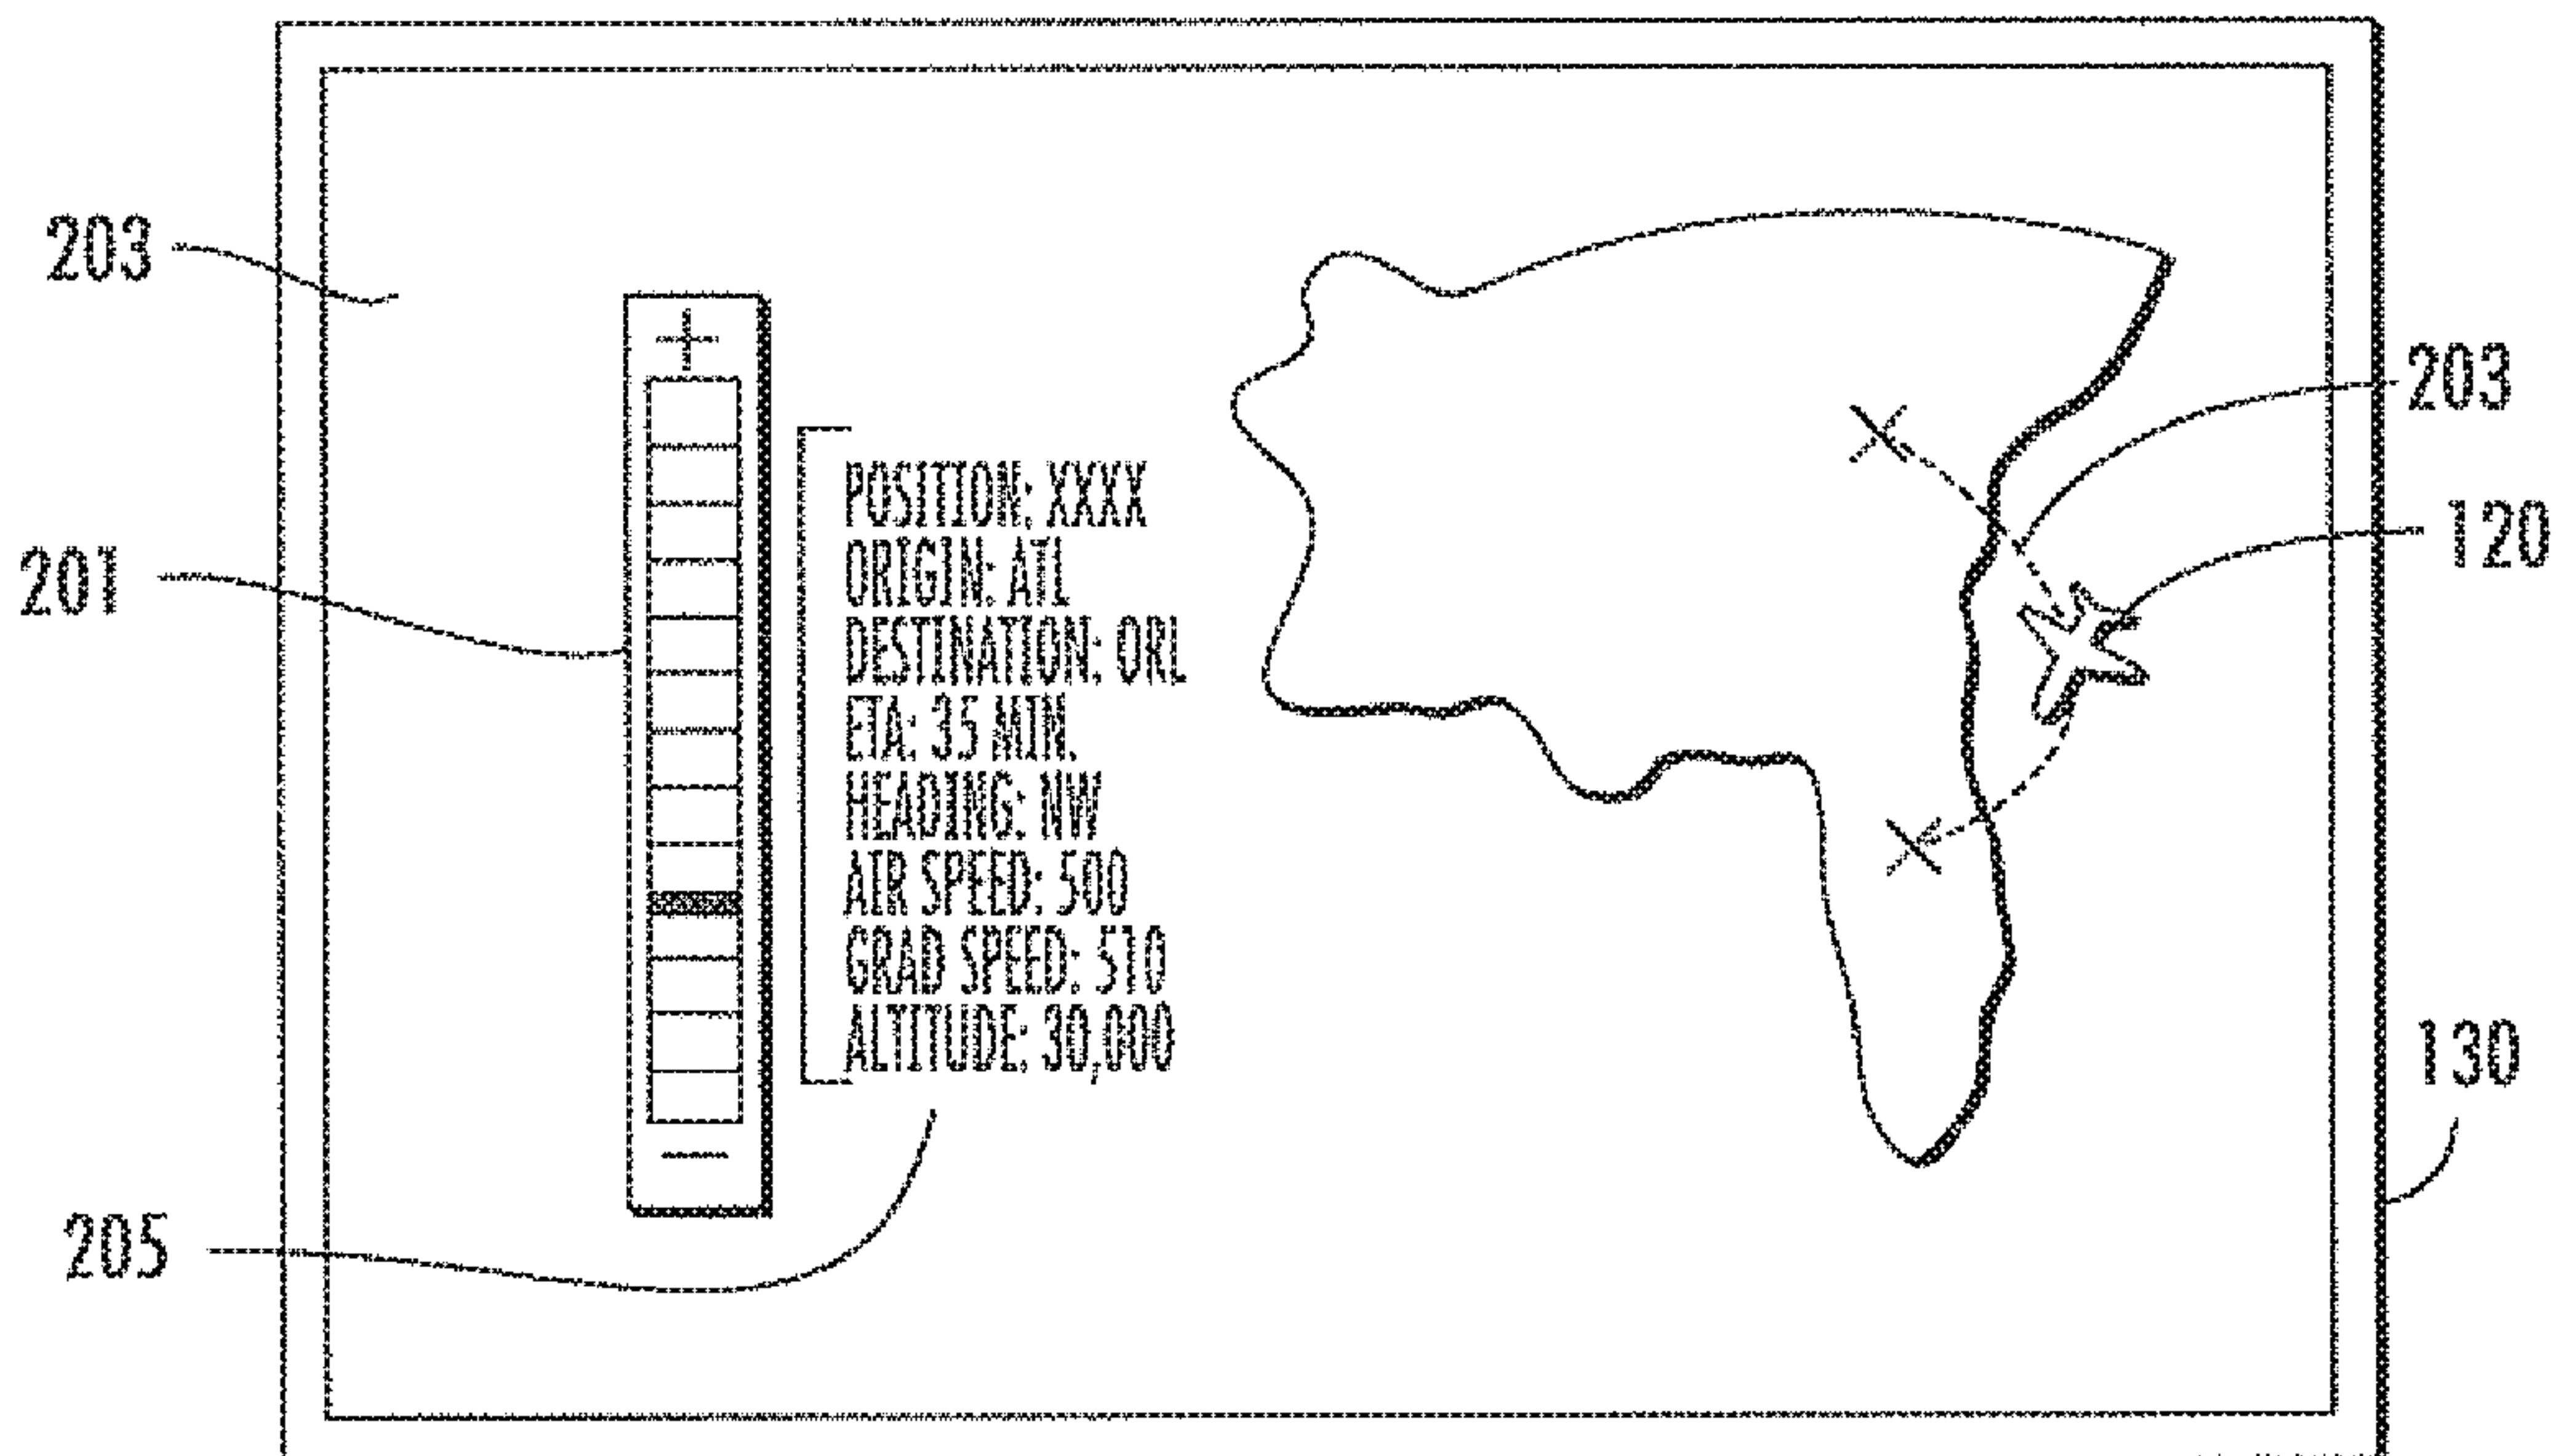 203
+
203
POSITION: XXXX
120
ORIGIN: ATL
201
DESTINATION: ORL
ETA: 35 MIN.
HEADING: NW
AIR SPEED: 500
GRAD SPEED: 510
ALTITUDE: 30,000
130
—
205